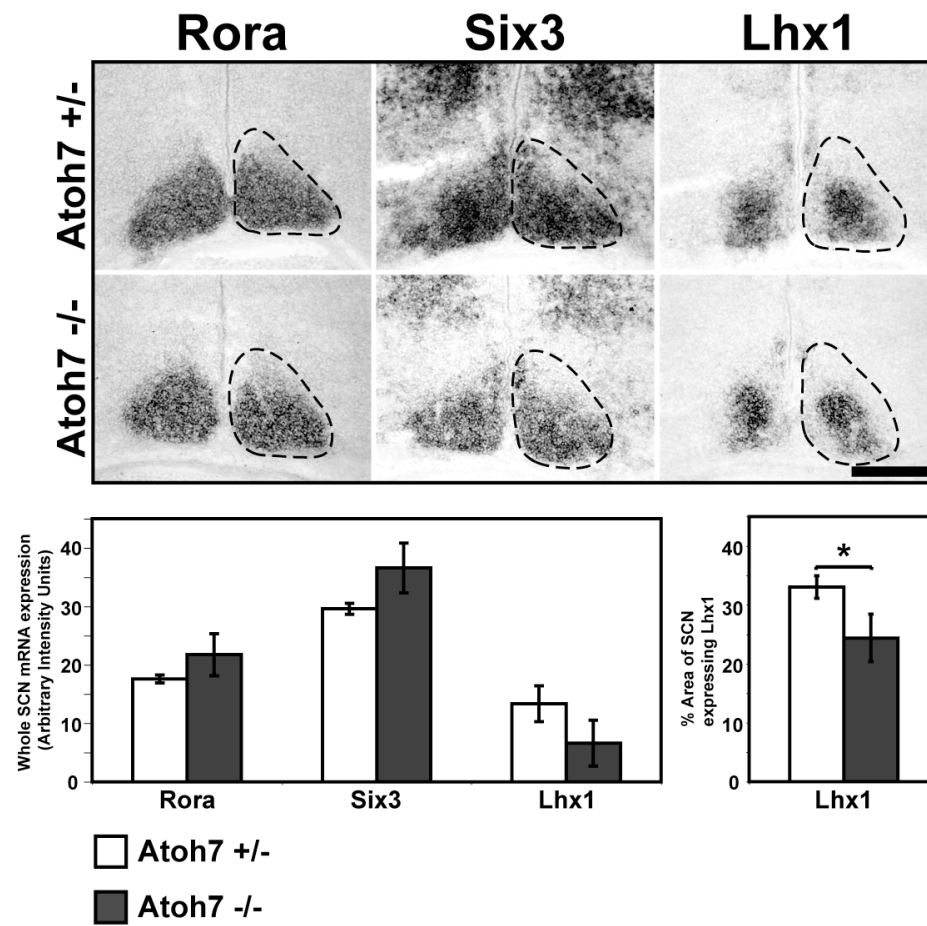 Rora Six3 Lhx1
Atoh7 +/-
Atoh7 -/-
Whole SCN mRNA expression
(Arbitrary Intensity Units)
40
30
20
10
0
Rora Six3 Lhx1
% Area of SCN
expressing Lhx1
40
30
20
10
0
*
Lhx1
Atoh7 +/-
Atoh7 -/-